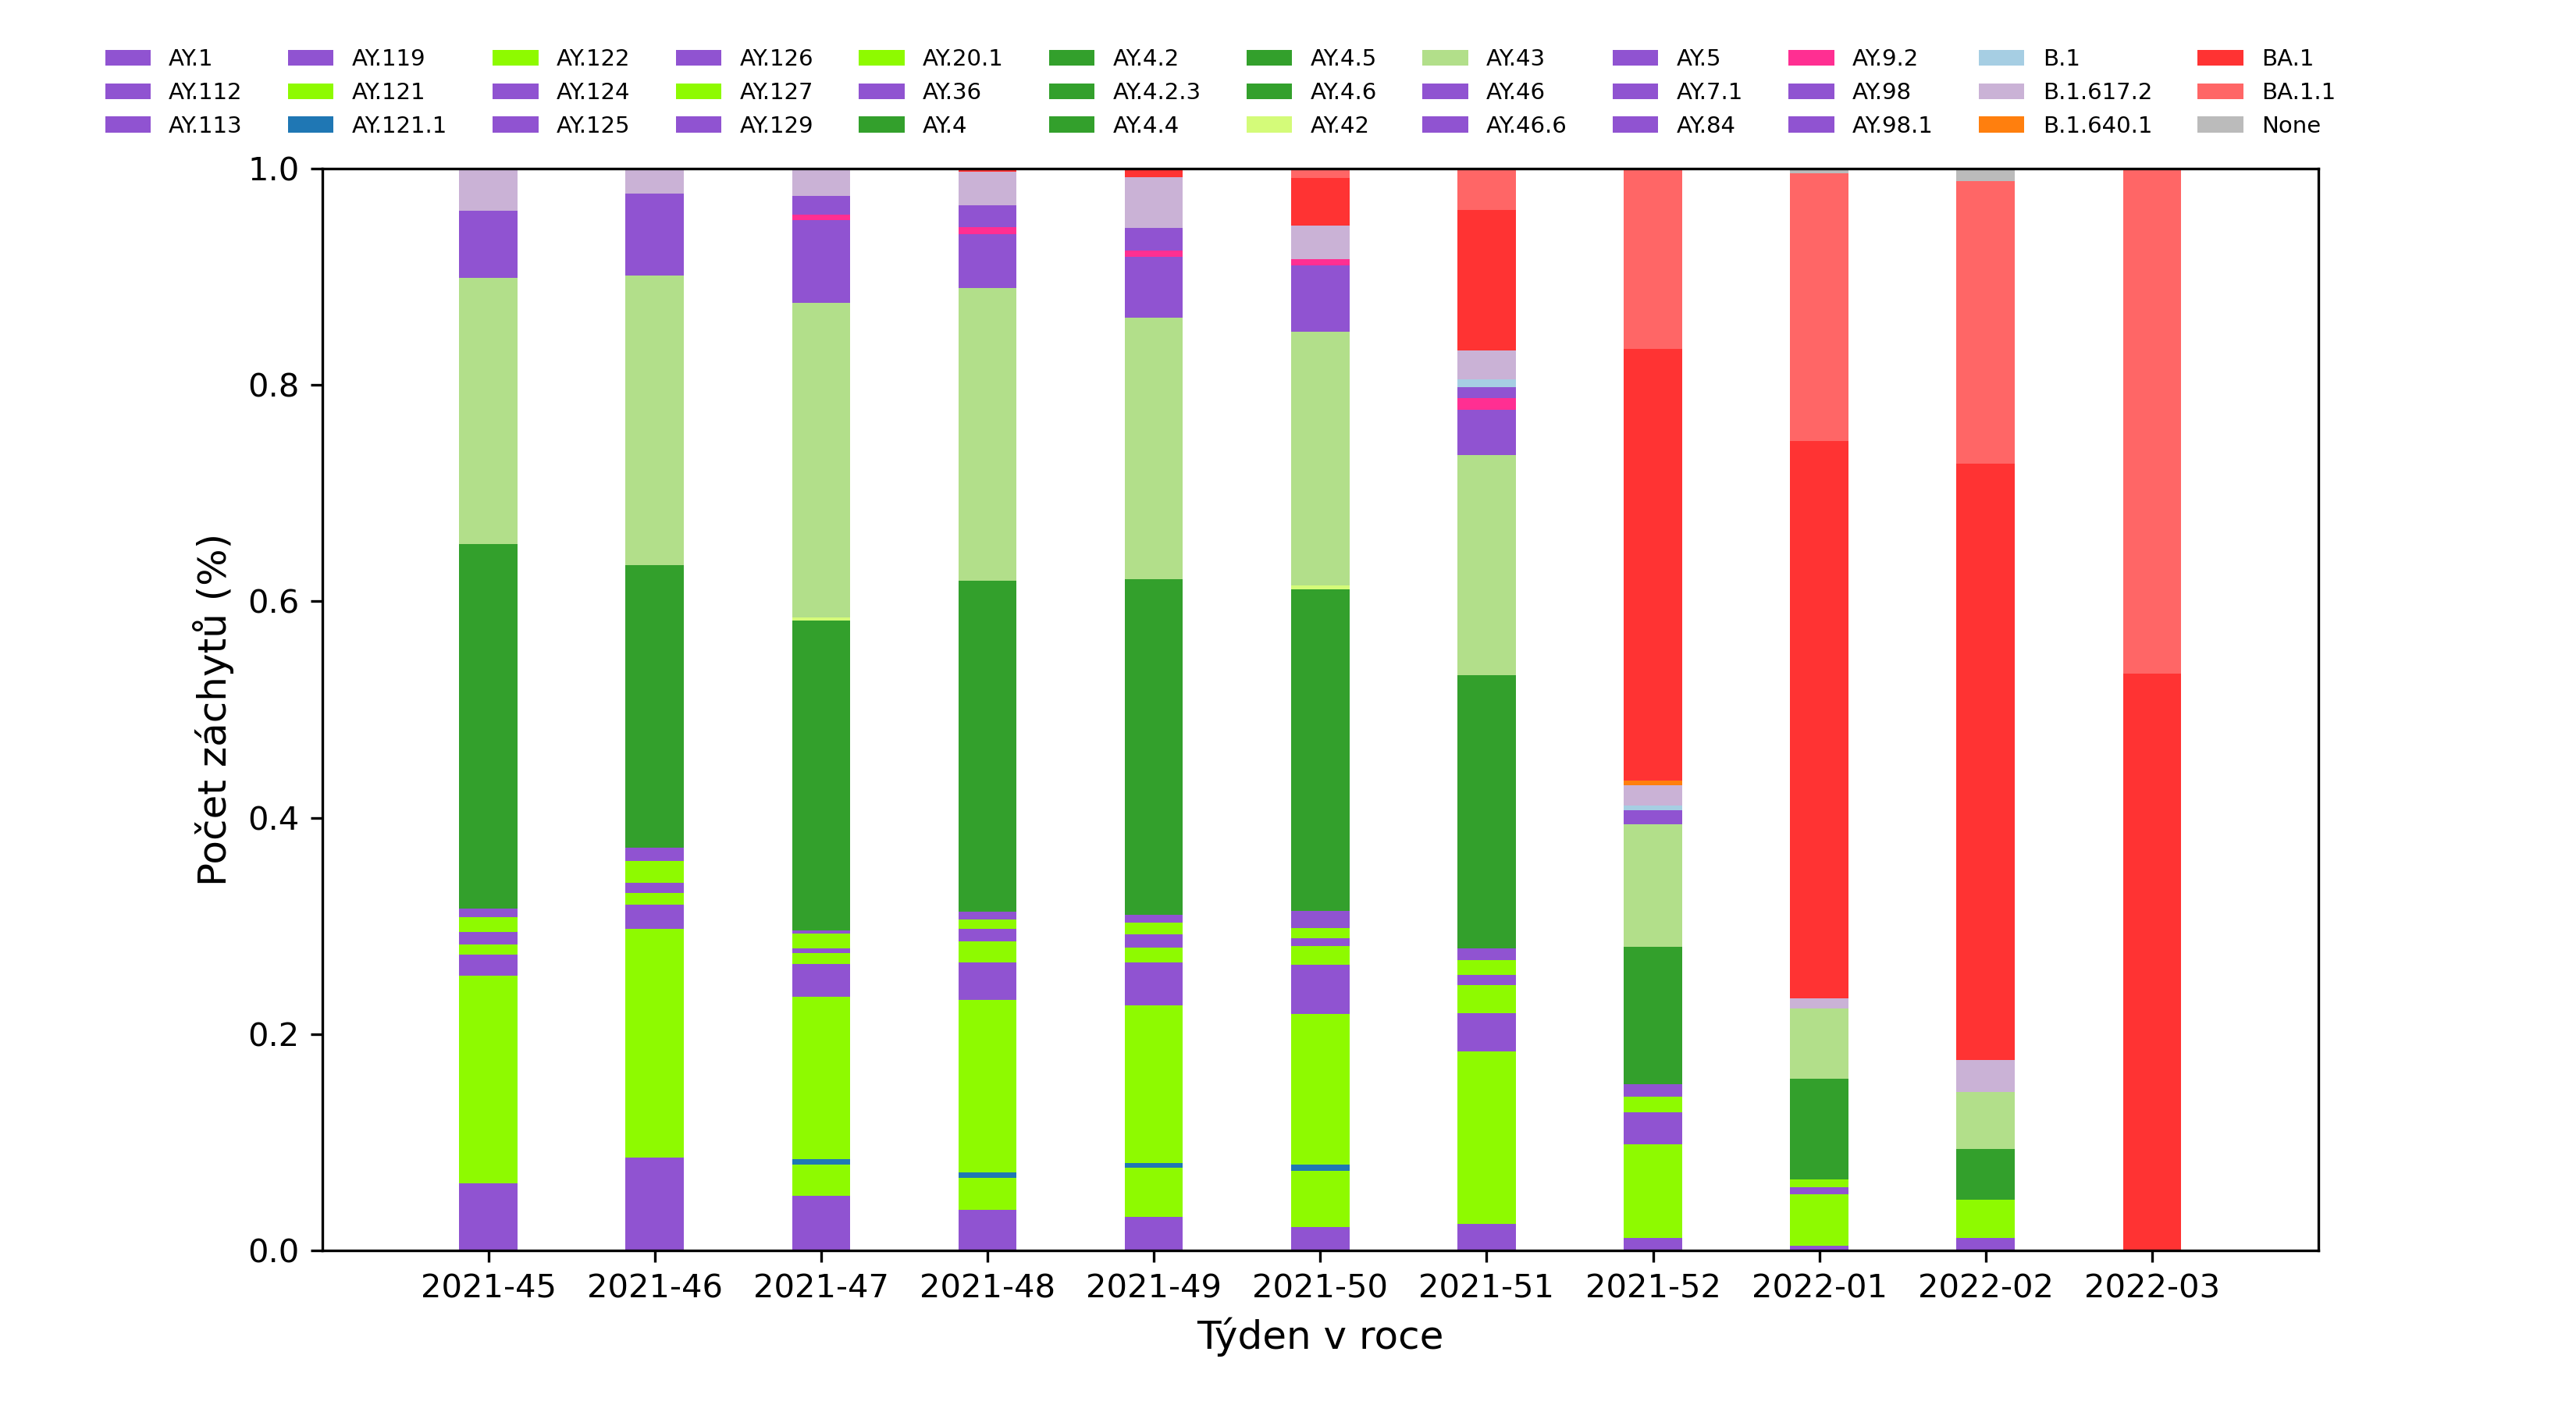 AY.1 AY.119 AY.122 AY.126 AY.20.1 AY.4.2 AY.4.5 AY.43 AY.5 AY.9.2 B.1 BA.1
AY.112 AY.121 AY.124 AY.127 AY.36 AY.4.2.3 AY.4.6 AY.46 AY.7.1 AY.98 B.1.617.2 BA.1.1
AY.113 AY.121.1 AY.125 AY.129 AY.4 AY.4.4 AY.42 AY.46.6 AY.84 AY.98.1 B.1.640.1 None
1.0
0.8
0.6
0.4
0.2
0.0
Počet záchytů (%)
2021-45 2021-46 2021-47 2021-48 2021-49 2021-50 2021-51 2021-52 2022-01 2022-02 2022-03
Týden v roce